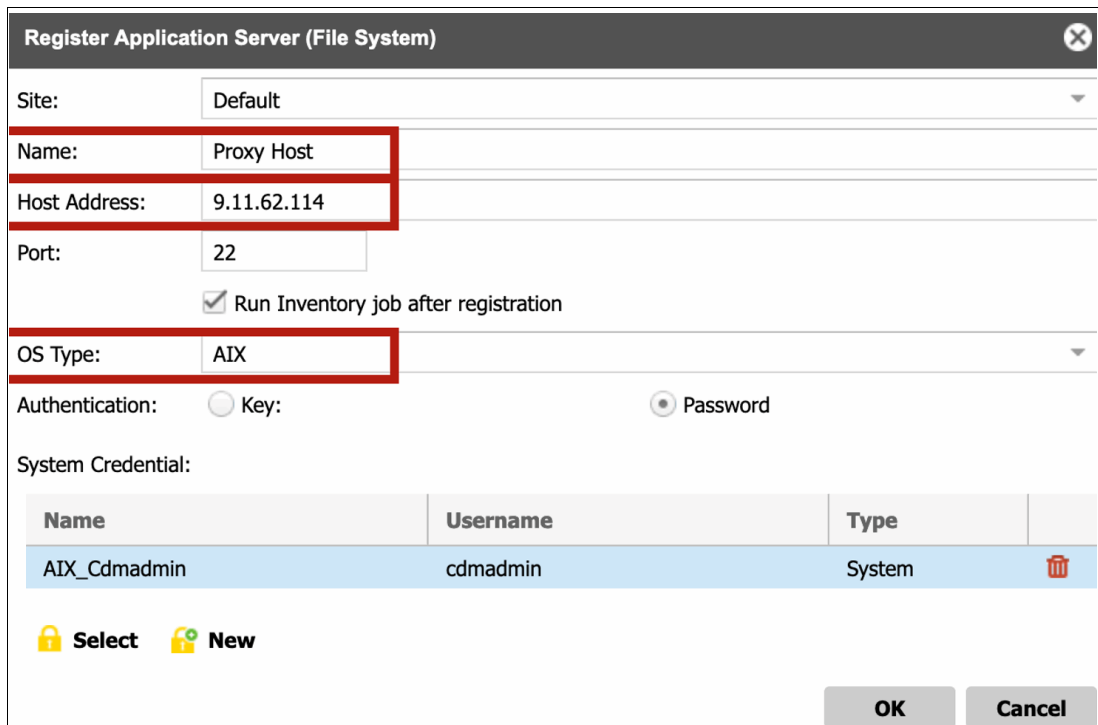 Register Application Server (File System)
Site: Default
Name: Proxy Host
Host Address: 9.11.62.114
Port: 22
Run Inventory job after registration
OS Type: AIX
Authentication: Key: Password
System Credential:
Name Username Type
AIX_Cdmadmin cdmadmin System
Select New
OK Cancel